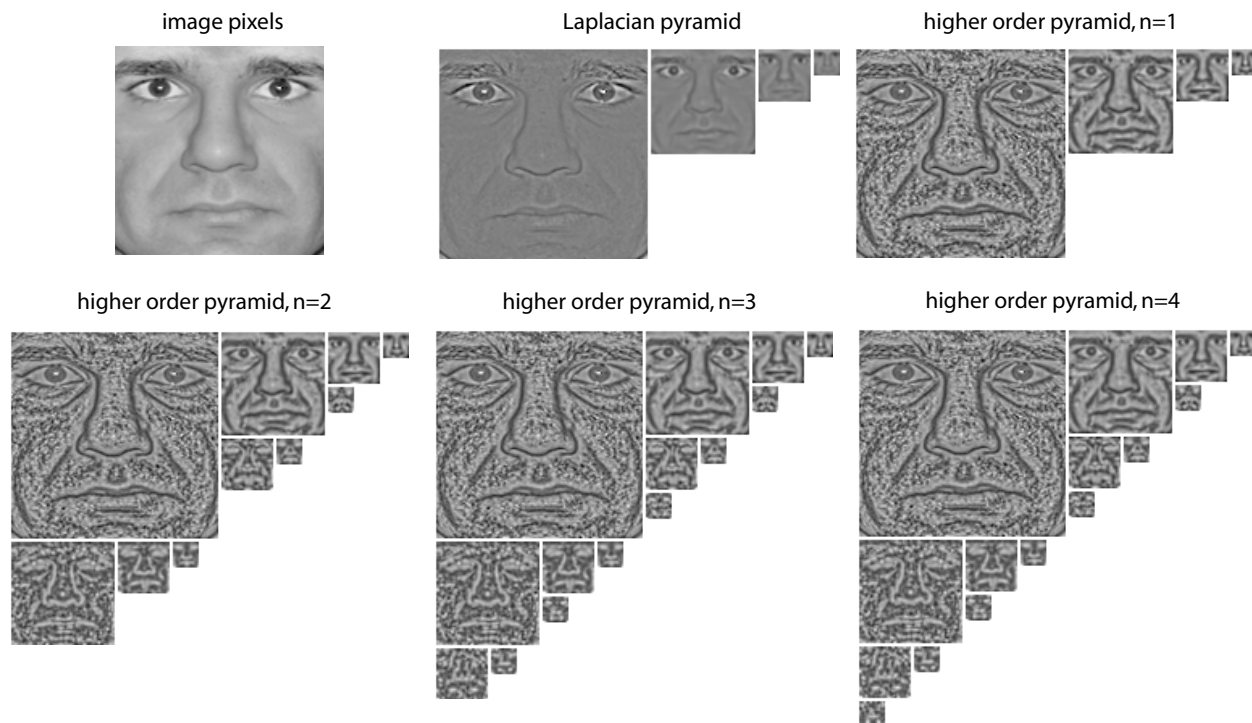 image pixels
Laplacian pyramid
higher order pyramid, n=1
higher order pyramid, n=2
higher order pyramid, n=3
higher order pyramid, n=4